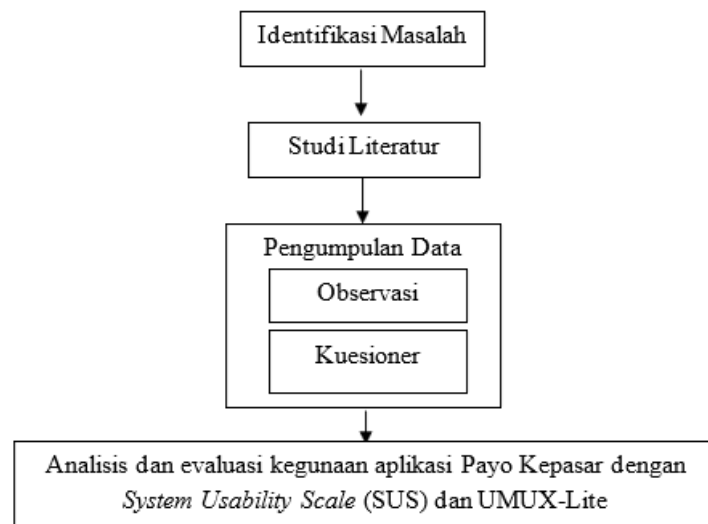 Identifikasi Masalah
Studi Literatur
Pengumpulan Data
Observasi
Kuesioner
Analisis dan evaluasi kegunaan aplikasi Payo Kepasar dengan
System Usability Scale (SUS) dan UMUX-Lite